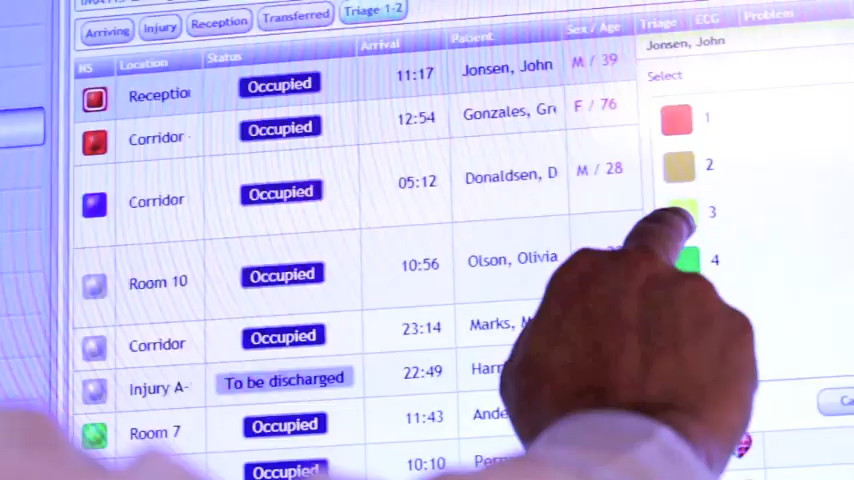 Arriving Injury Reception Transferred Triage 1-2
NS Location Status Arrival Patient Sex / Age Triage ECG Problem
Receptio Occupied 11:17 Jonsen, John M / 39
Corridor Occupied 12:54 Gonzales, Gre F / 76
Corridor Occupied 05:12 Donaldsen, D M / 28
Room 10 Occupied 10:56 Olson, Olivia
Corridor Occupied 23:14 Marks, M
Injury A- To be discharged 22:49 Harr
Room 7 Occupied 11:43 Ande
Occupied 10:10
Jonsen, John
Select
1
2
3
4
Ca